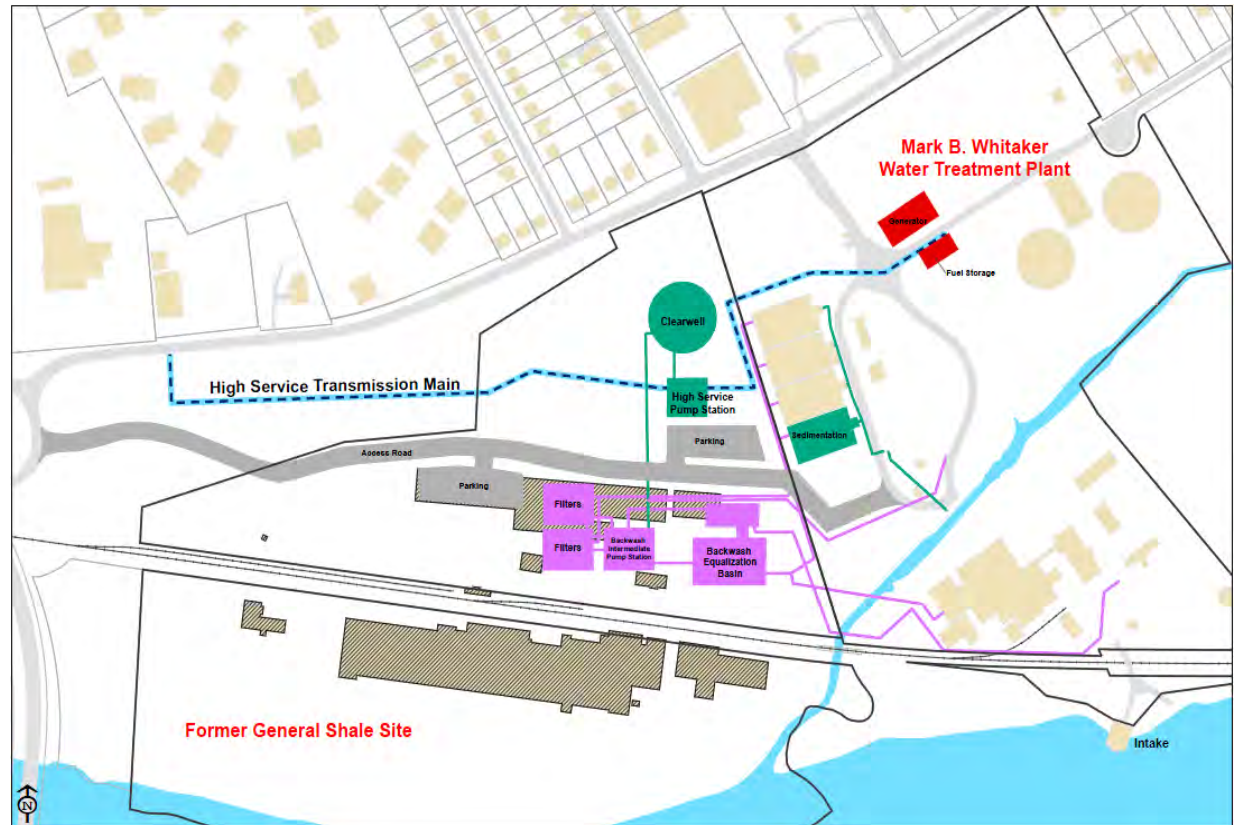 Mark B. Whitaker
Water Treatment Plant
Generator
Fuel Storage
Clearwell
High Service Transmission Main
High Service
Pump Station
Parking
Sedimentation
Access Road
Parking
Filters
Filters
Backwash
Intermediate
Pump Station
Backwash
Equalization
Basin
Former General Shale Site
Intake
N